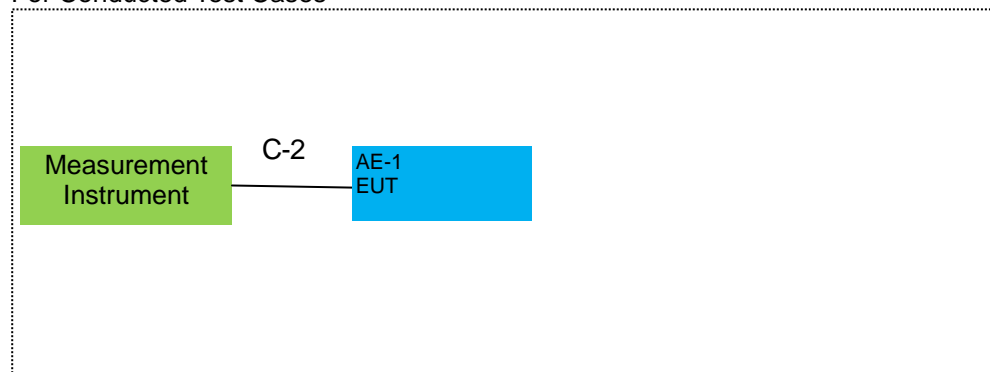 For Conducted Test Cases
Measurement
Instrument
C-2
AE-1
EUT